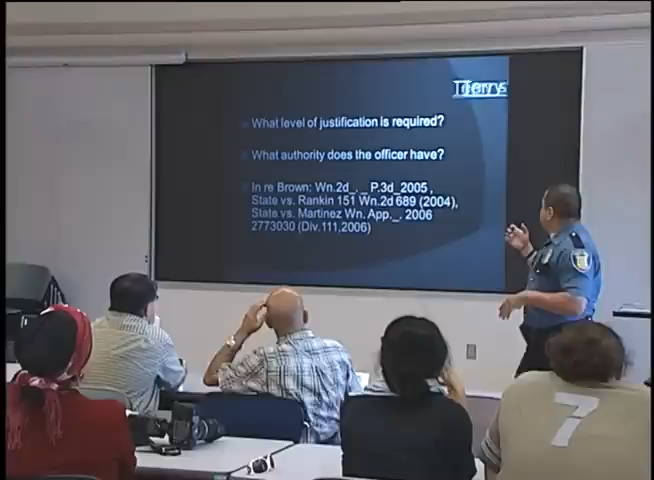 Terrys
What level of justification is required?
What authority does the officer have?
In re Brown: Wn.2d_._ P.3d_2005,
State vs. Rankin 151 Wn.2d 689 (2004),
State vs. Martinez Wn. App._. 2006
2773030 (Div.111,2006)
7